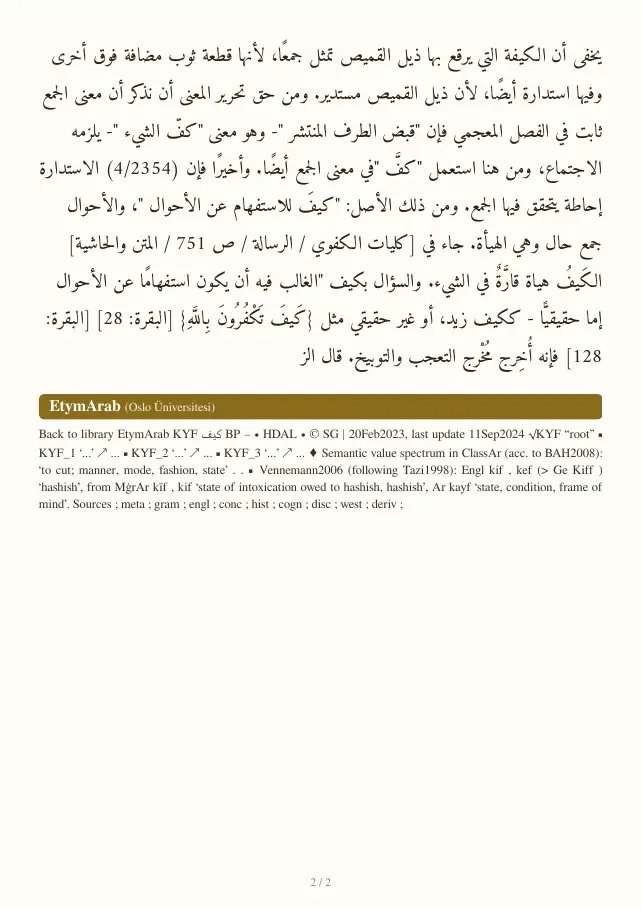 يخفى أن الكيفة التي يرقع بها ذيل القميص تمثل جمعًا، لأنها قطعة ثوب مضافة فوق أخرى
وفيها استدارة أيضًا، لأن ذيل القميص مستدير. ومن حق تحرير المعنى أن نذكر أن معنى الجمع
ثابت في الفصل المعجمي فإن "قبض الطرف المنتشر "- وهو معنى "كفّ الشيء "- يلزمه
الاجتماع، ومن هنا استعمل "كفَّ "في معنى الجمع أيضًا. وأخيرًا فإن (4/2354) الاستدارة
إحاطة يتحقق فيها الجمع. ومن ذلك الأصل: "كيفَ للاستفهام عن الأحوال "، والأحوال
جمع حال وهي الهيأة. جاء في [كليات الكفوي / الرسالة / ص 751 / المتن والحاشية]
الكَيفُ هياة قارَّةٌ في الشيء. والسؤال بكيف "الغالب فيه أن يكون استفهامًا عن الأحوال
إما حقيقيًّا - ككيف زيد، أو غير حقيقي مثل {كَيفَ تَكْفُرُونَ بِاللَّهِ} [البقرة: 28] [البقرة:
128] فإنه أُخرِج مُخْرج التعجب والتوبيخ. قال الز
EtymArab (Oslo Üniversitesi)
Back to library EtymArab KYF كيف BP – • HDAL • © SG | 20Feb2023, last update 11Sep2024 √KYF “root” ▪
KYF_1 ‘...’ ↗ ... ▪ KYF_2 ‘...’ ↗ ... ▪ KYF_3 ‘...’ ↗ ... ♦ Semantic value spectrum in ClassAr (acc. to BAH2008):
‘to cut; manner, mode, fashion, state’ . . ▪ Vennemann2006 (following Tazi1998): Engl kif , kef (> Ge Kiff )
‘hashish’, from MġrAr kīf , kif ‘state of intoxication owed to hashish, hashish’, Ar kayf ‘state, condition, frame of
mind’. Sources ; meta ; gram ; engl ; conc ; hist ; cogn ; disc ; west ; deriv ;
2 / 2